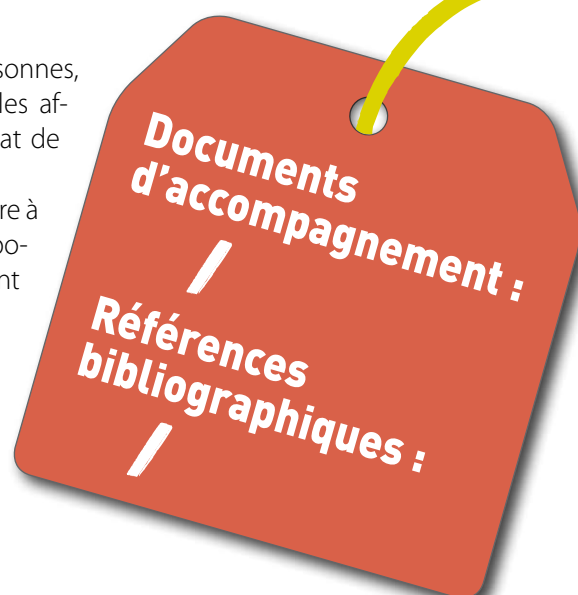 sonnes,
les af-
at de
re à
po-
nt
Documents
d'accompagnement :
/
Références
bibliographiques :
/